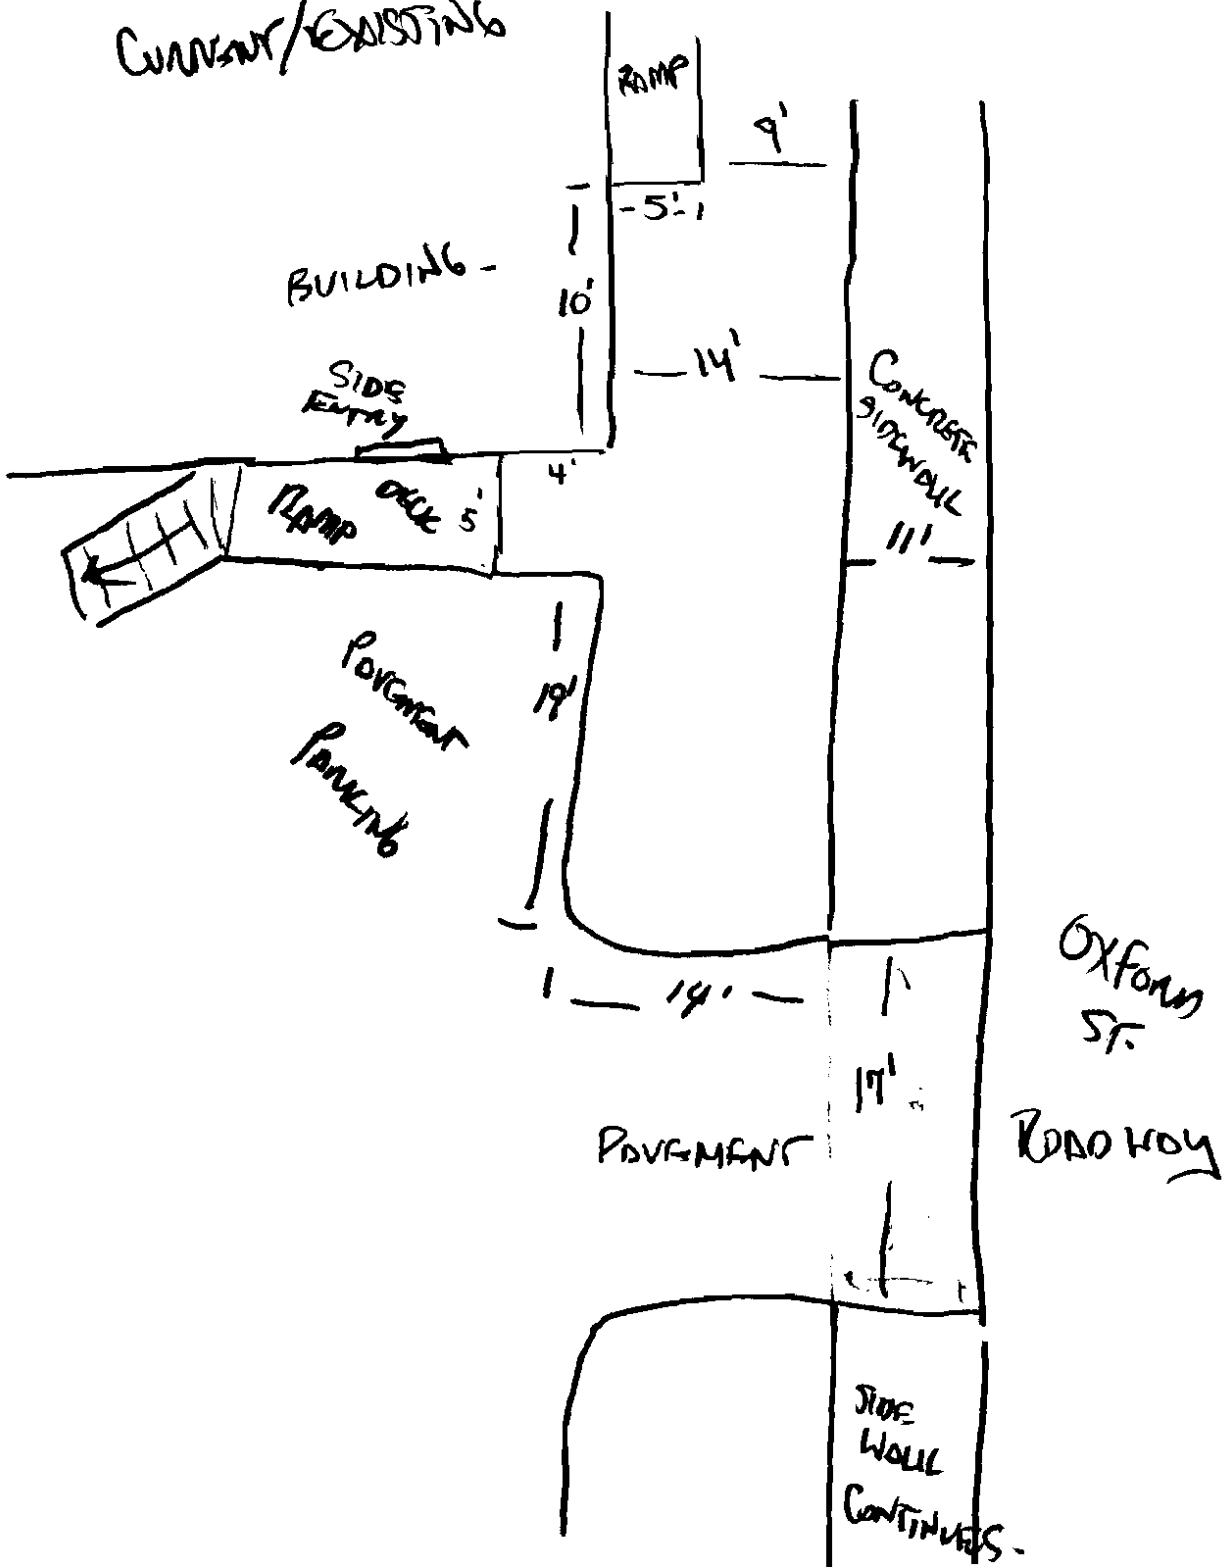 CURRENT/EXISTING
RAMP
9'
-5'-
BUILDING -
10'
14'
SIDE
ENTRY
CONCRETE
SIDEWALK
4'
RAMP
DECK 5'
11'
PAVEMENT
PARKING
19'
OXFORD
ST.
14'
17'
PAVEMENT
ROADWAY
SIDE
WALK
CONTINUES.